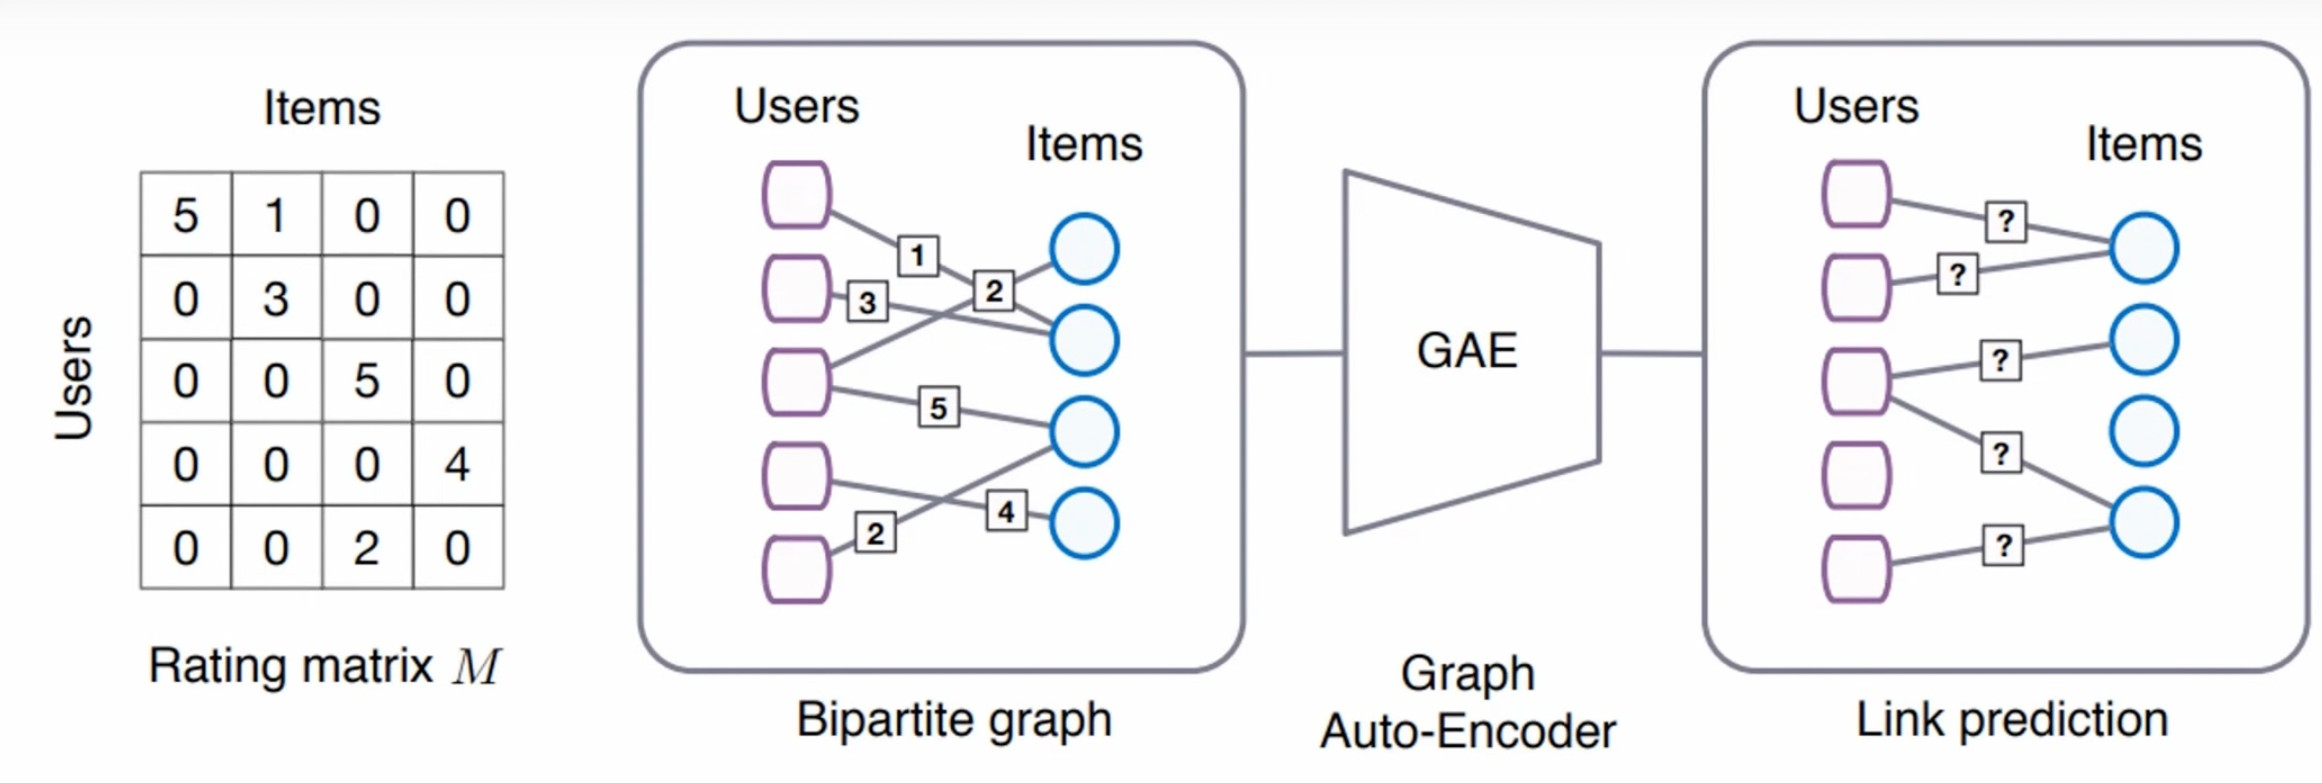 Items
Users
5 1 0 0
0 3 0 0
0 0 5 0
0 0 0 4
0 0 2 0
Rating matrix M
Users
Items
1
2
3
5
4
2
Bipartite graph
GAE
Graph
Auto-Encoder
Users
Items
?
?
?
?
?
Link prediction